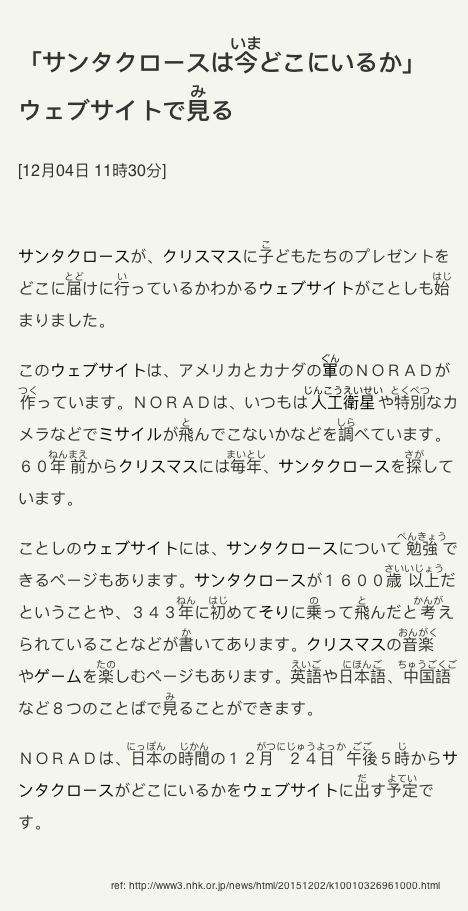 「サンタクロースは今どこにいるか」
ウェブサイトで見る
[12月04日 11時30分]
サンタクロースが、クリスマスに子どもたちのプレゼントを
どこに届けに行っているかわかるウェブサイトがことしも始
まりました。
このウェブサイトは、アメリカとカナダの軍のＮＯＲＡＤが
作っています。ＮＯＲＡＤは、いつもは人工衛星や特別なカ
メラなどでミサイルが飛んでこないかなどを調べています。
６０年前からクリスマスには毎年、サンタクロースを探して
います。
ことしのウェブサイトには、サンタクロースについて勉強で
きるページもあります。サンタクロースが１６００歳以上だ
ということや、３４３年に初めてそりに乗って飛んだと考え
られていることなどが書いてあります。クリスマスの音楽
やゲームを楽しむページもあります。英語や日本語、中国語
など８つのことばで見ることができます。
ＮＯＲＡＤは、日本の時間の１２月２４日午後５時からサ
ンタクロースがどこにいるかをウェブサイトに出す予定で
す。
ref: http://www3.nhk.or.jp/news/html/20151202/k10010326961000.html